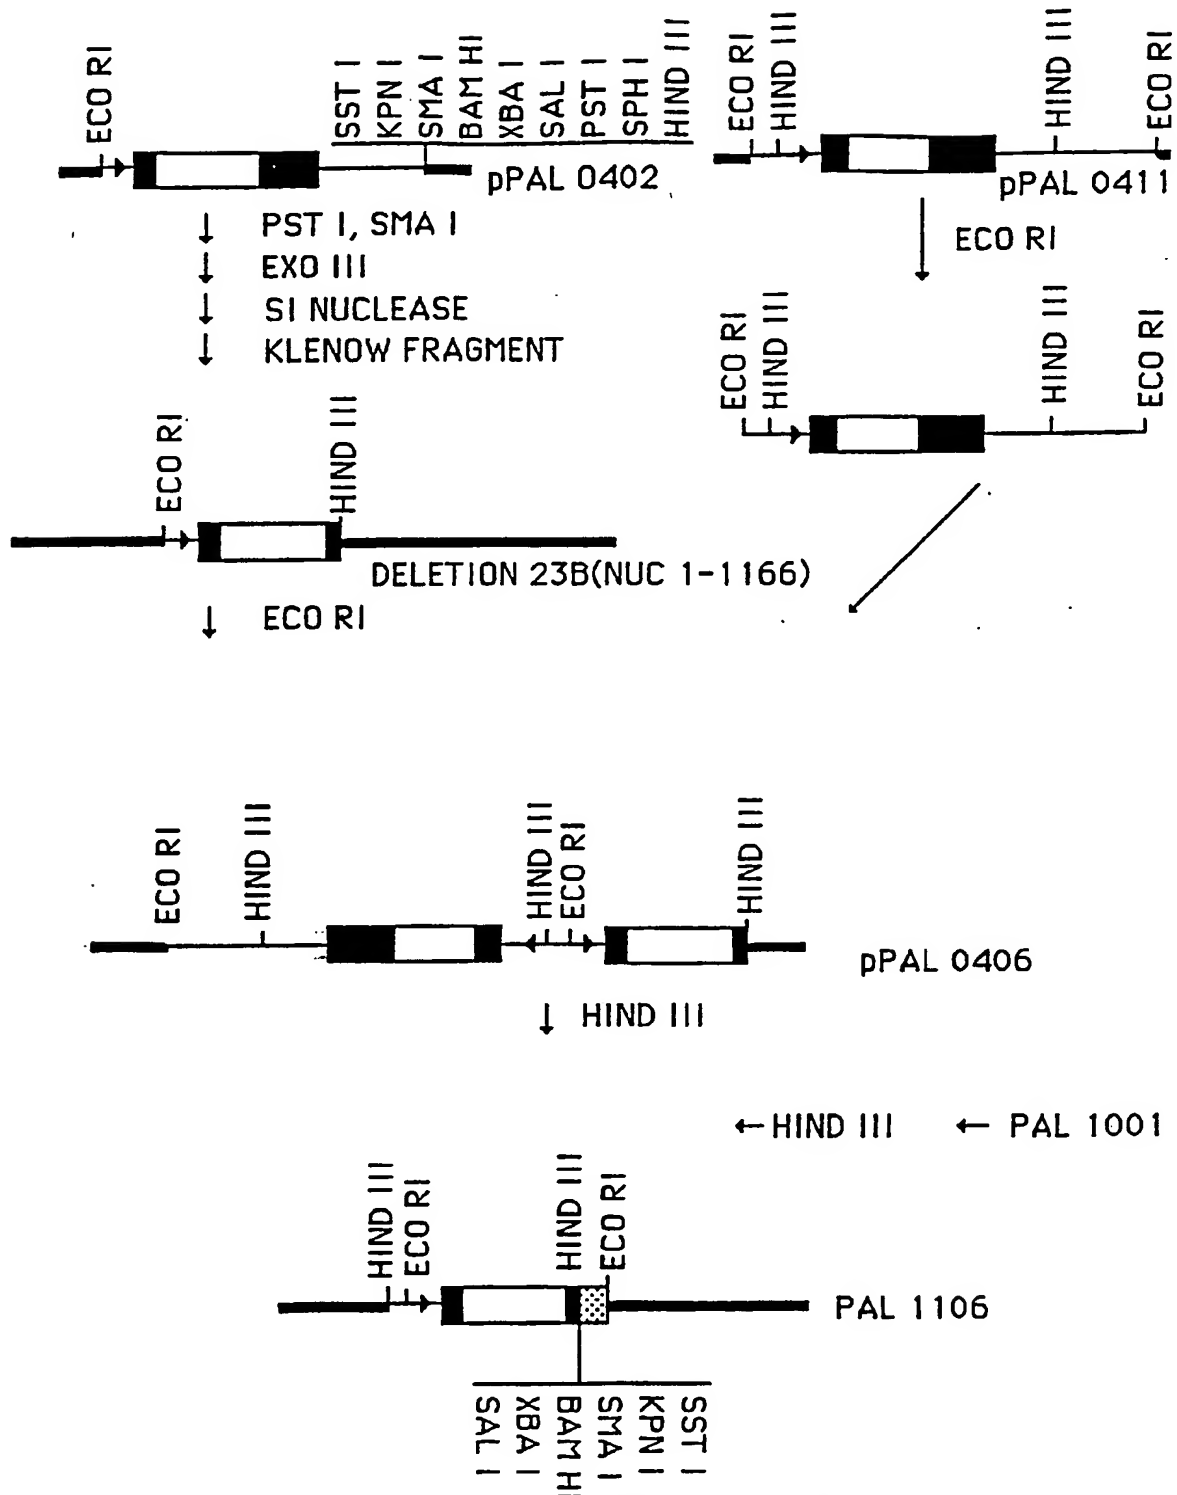 ECO RI
SST I
KPN I
SMA I
BAM HI
XBA I
SAL I
PST I
SPH I
HIND III
pPAL 0402
ECO RI
HIND III
HIND III
ECO RI
pPAL 0411
PST I, SMA I
EXO III
SI NUCLEASE
KLENOW FRAGMENT
ECO RI
ECO RI
HIND III
HIND III
ECO RI
ECO RI
HIND III
DELETION 23B(NUC 1-1166)
ECO RI
ECO RI
HIND III
HIND III
ECO RI
HIND III
pPAL 0406
HIND III
HIND III
PAL 1001
HIND III
ECO RI
HIND III
ECO RI
PAL 1106
SAL I
XBA I
BAM HI
SMA I
KPN I
SST I